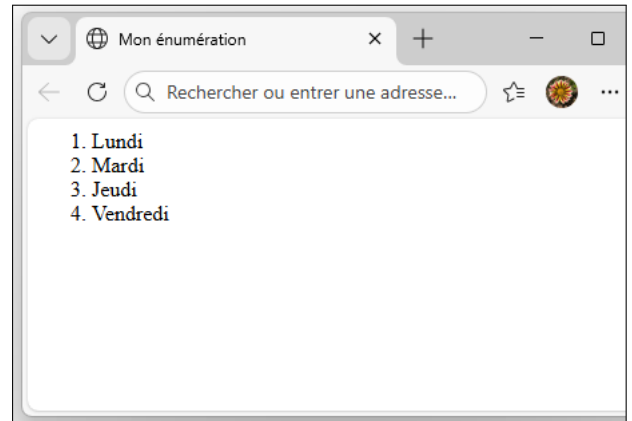 Mon énumération
Rechercher ou entrer une adresse...
1. Lundi
2. Mardi
3. Jeudi
4. Vendredi